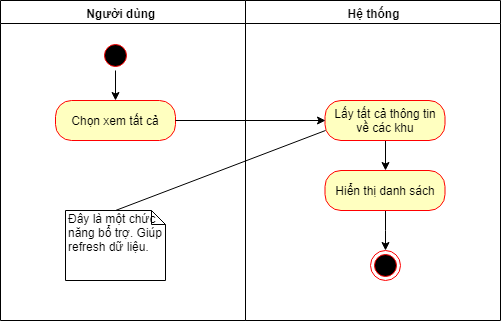 Người dùng
Hệ thống
Chọn xem tất cả
Lấy tất cả thông tin
về các khu
Hiển thị danh sách
Đây là một chức
năng bổ trợ. Giúp
refresh dữ liệu.